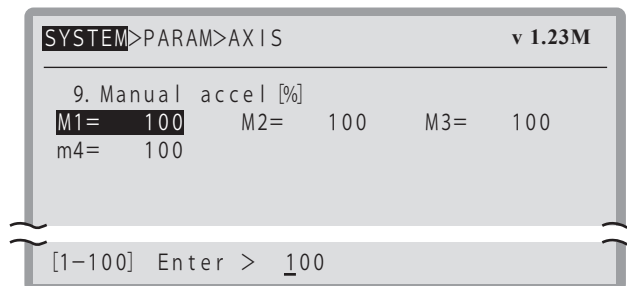 SYSTEM>PARAM>AXIS v 1.23M
9. Manual accel [%]
M1= 100 M2= 100 M3= 100
m4= 100
[1-100] Enter > 100